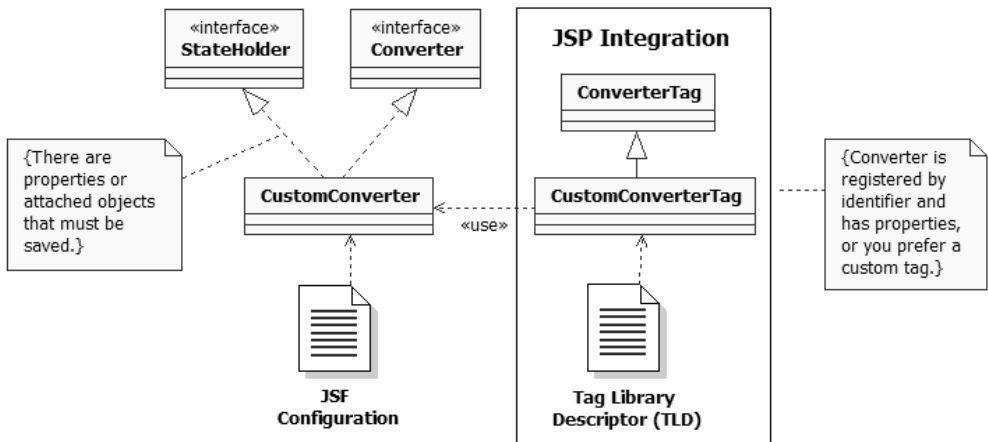 «interface»
StateHolder
«interface»
Converter
JSP Integration
ConverterTag
{There are
properties or
attached objects
that must be
saved.}
CustomConverter
«use»
CustomConverterTag
{Converter is
registered by
identifier and
has properties,
or you prefer a
custom tag.}
JSF
Configuration
Tag Library
Descriptor (TLD)